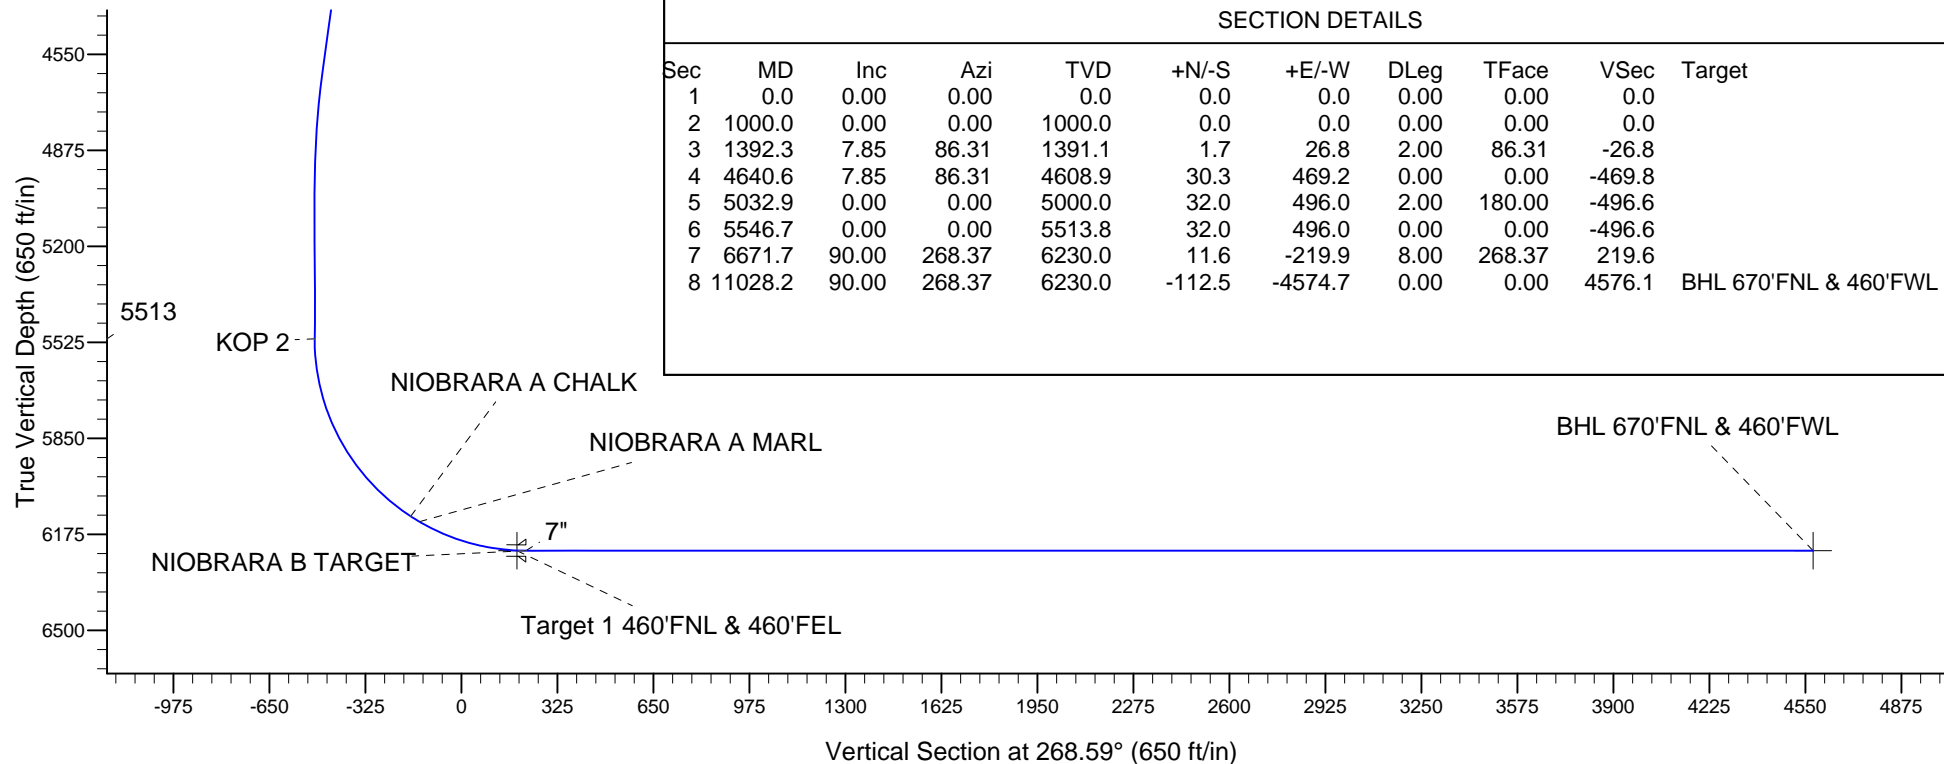 SECTION DETAILS
Sec MD Inc Azi TVD +N/-S +E/-W DLeg TFace VSec Target
1 0.0 0.00 0.00 0.0 0.0 0.0 0.00 0.00 0.0
2 1000.0 0.00 0.00 1000.0 0.0 0.0 0.00 0.00 0.0
3 1392.3 7.85 86.31 1391.1 1.7 26.8 2.00 86.31 -26.8
4 4640.6 7.85 86.31 4608.9 30.3 469.2 0.00 0.00 -469.8
5 5032.9 0.00 0.00 5000.0 32.0 496.0 2.00 180.00 -496.6
6 5546.7 0.00 0.00 5513.8 32.0 496.0 0.00 0.00 -496.6
7 6671.7 90.00 268.37 6230.0 11.6 -219.9 8.00 268.37 219.6
8 11028.2 90.00 268.37 6230.0 -112.5 -4574.7 0.00 0.00 4576.1 BHL 670'FNL & 460'FWL
True Vertical Depth (650 ft/in)
4550
4875
5200
5525
5850
6175
6500
5513
KOP 2
NIOBRARA A CHALK
NIOBRARA A MARL
BHL 670'FNL & 460'FWL
7"
NIOBRARA B TARGET
Target 1 460'FNL & 460'FEL
-975 -650 -325 0 325 650 975 1300 1625 1950 2275 2600 2925 3250 3575 3900 4225 4550 4875
Vertical Section at 268.59° (650 ft/in)